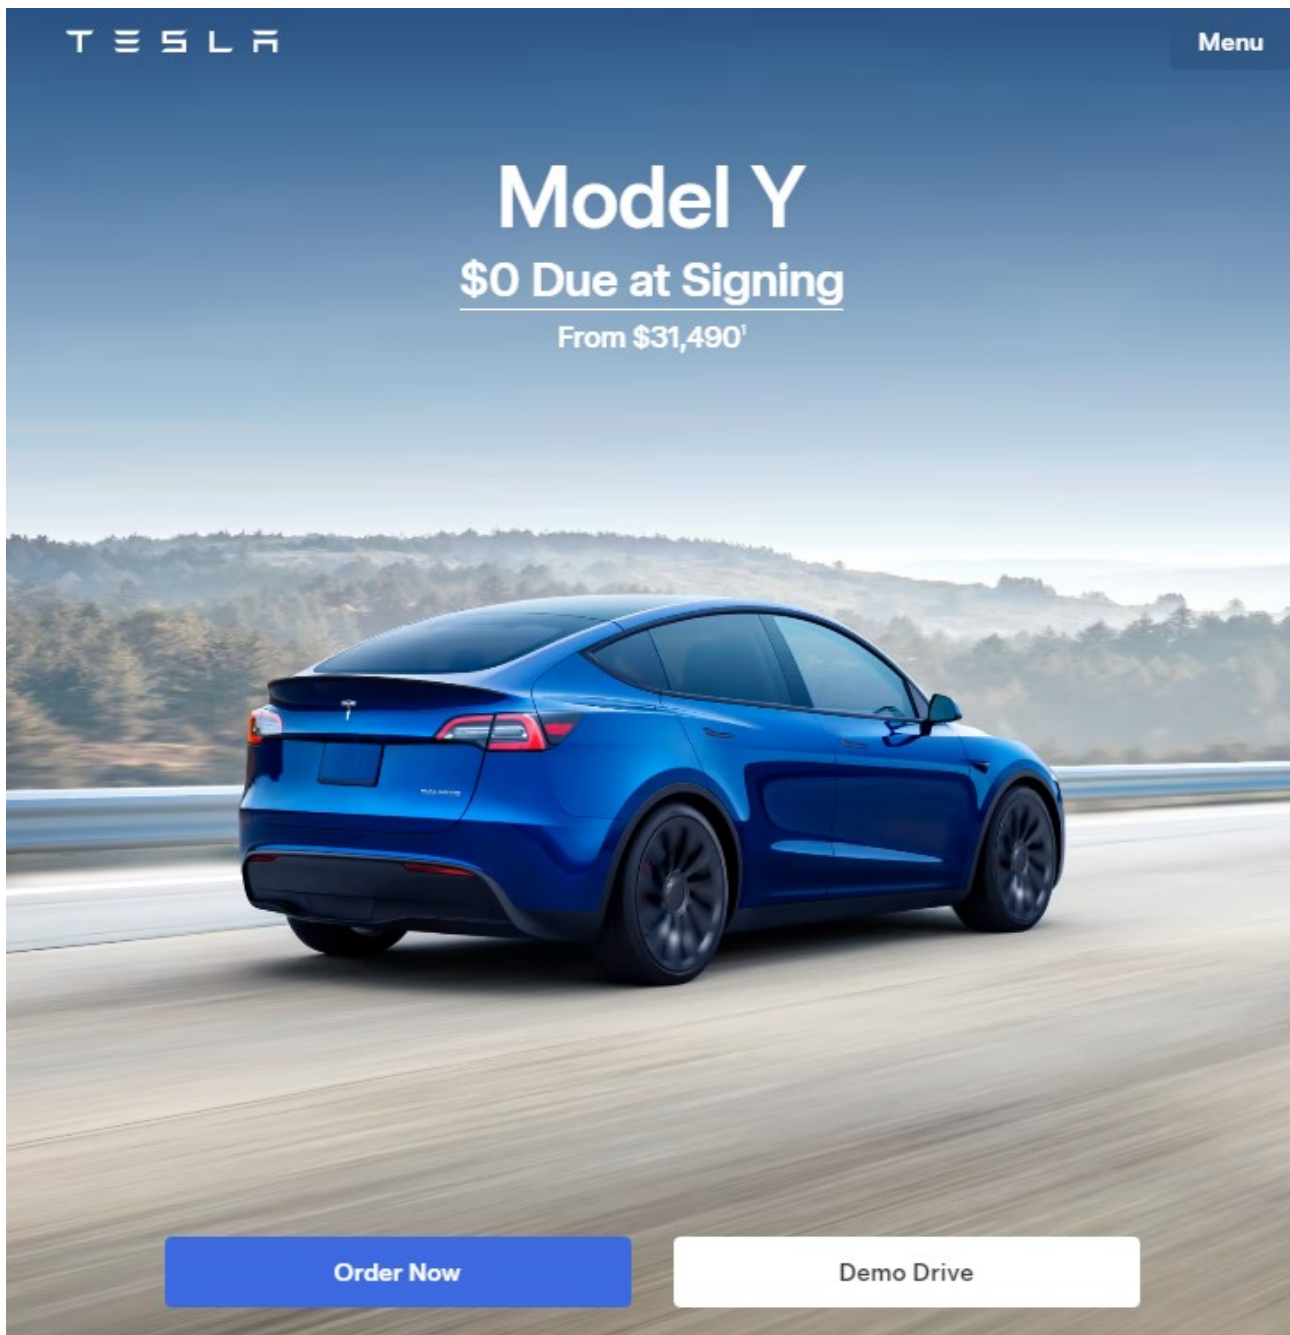 TESLA
Menu
Model Y
$0 Due at Signing
From $31,490¹
Order Now
Demo Drive